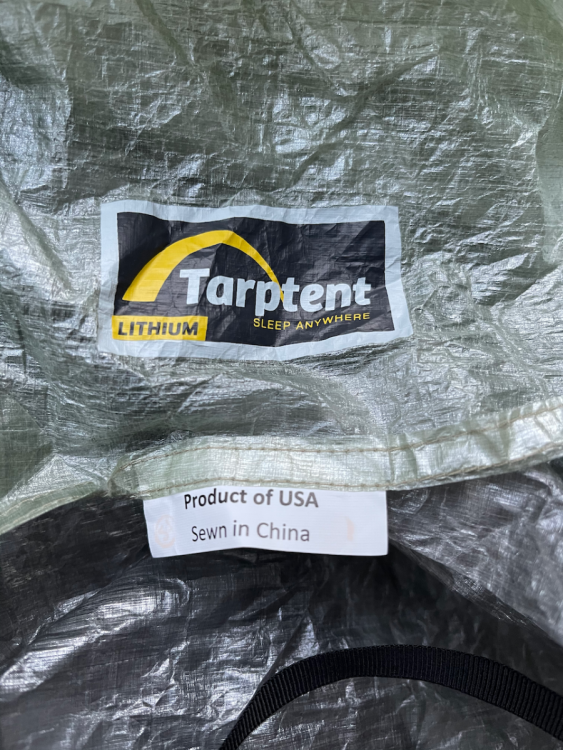 Tarptent
LITHIUM
SLEEP ANYWHERE
Product of USA
Sewn in China